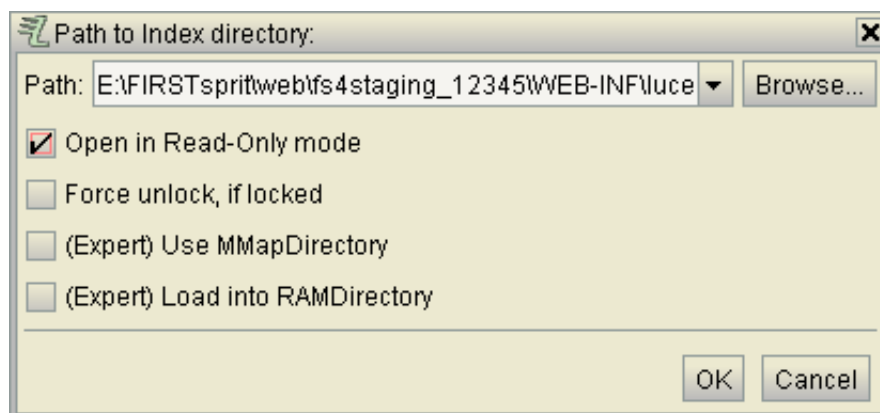 Path to Index directory:
Path: E:\FIRSTsprit\web\fs4staging_12345\WEB-INF\luce Browse...
Open in Read-Only mode
Force unlock, if locked
(Expert) Use MMapDirectory
(Expert) Load into RAMDirectory
OK Cancel